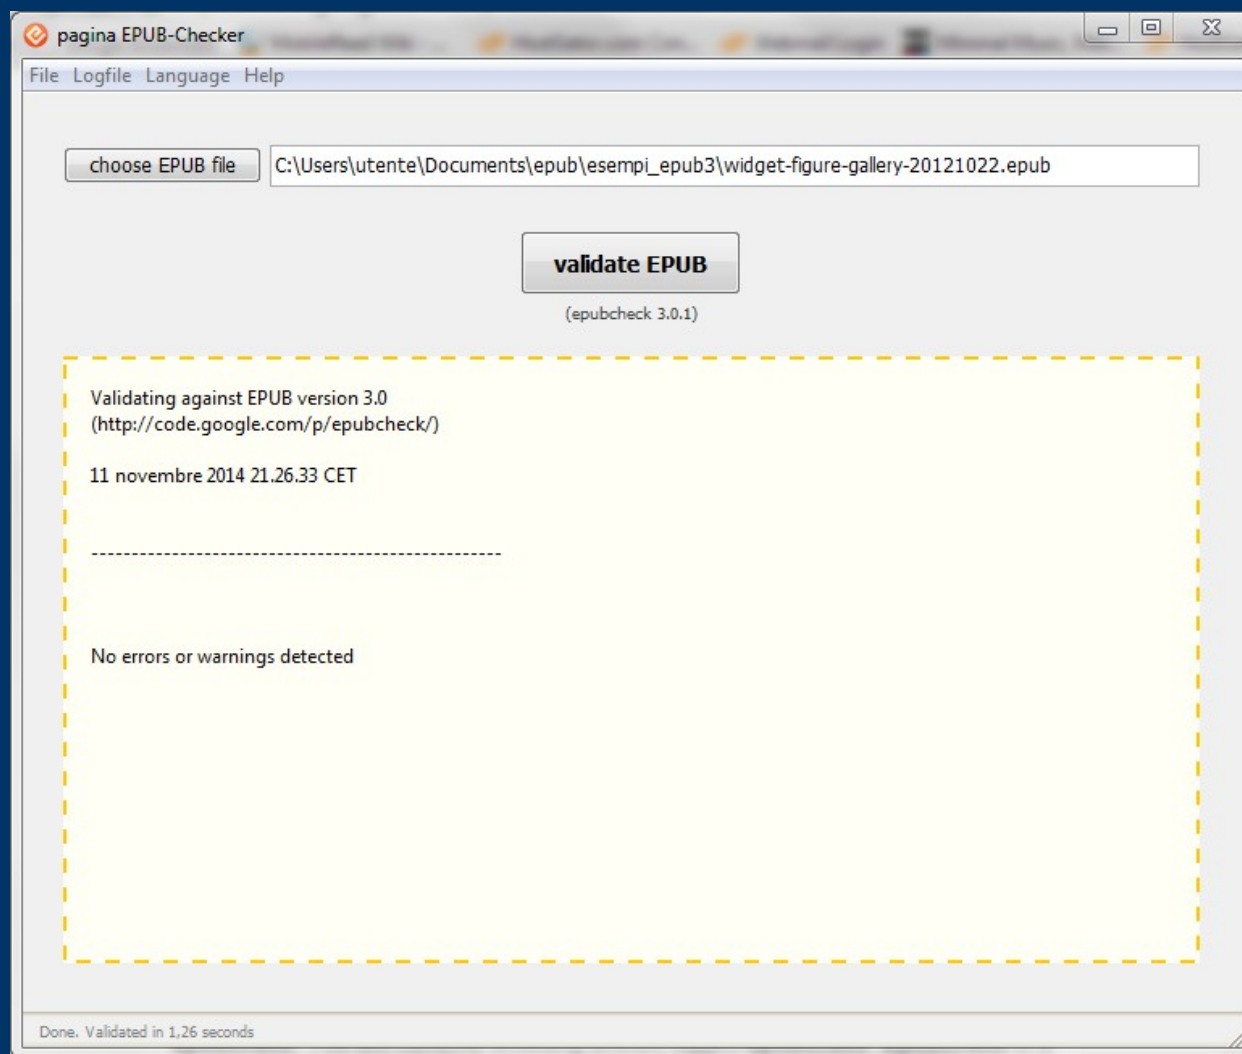 pagina EPUB-Checker
File Logfile Language Help
choose EPUB file C:\Users\utente\Documents\epub\esempi_epub3\widget-figure-gallery-20121022.epub
validate EPUB
(epubcheck 3.0.1)
Validating against EPUB version 3.0
(http://code.google.com/p/epubcheck/)
11 novembre 2014 21.26.33 CET
---------------------------------------------------
No errors or warnings detected
Done. Validated in 1,26 seconds